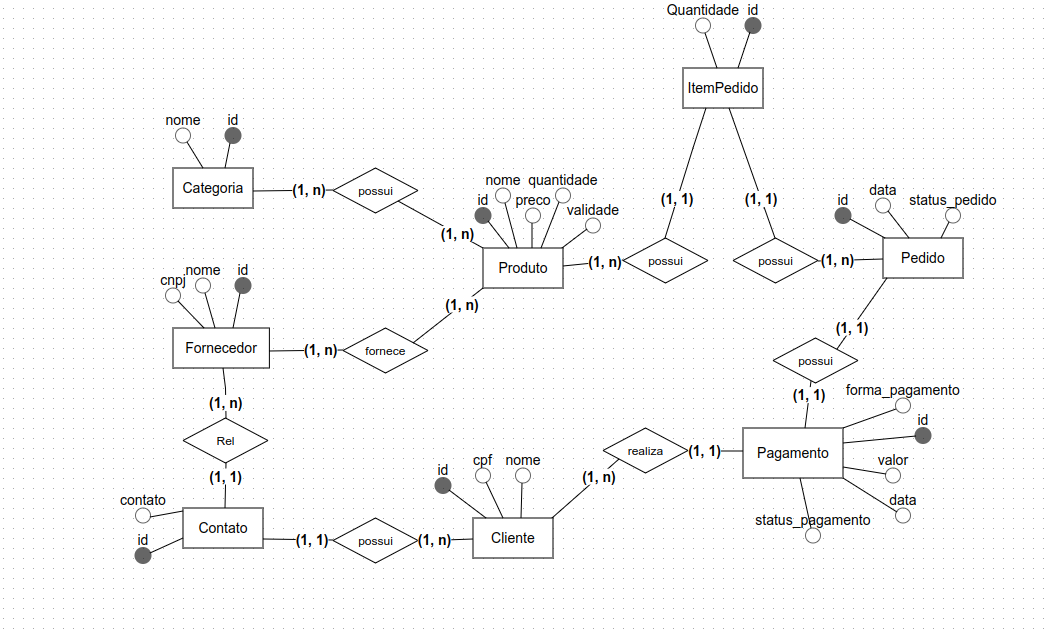 Quantidade id
ItemPedido
nome id
Categoria
(1, n)
possui
(1, n)
nome quantidade
id preco
validade
Produto
(1, n)
possui
(1, 1)
(1, 1)
possui
(1, n)
id data status_pedido
Pedido
cnpj nome id
Fornecedor
(1, n)
fornece
(1, n)
(1, 1)
possui
(1, 1)
(1, n)
Rel
(1, 1)
contato
id
Contato
(1, 1)
possui
(1, n)
id cpf nome
Cliente
(1, n)
realiza
(1, 1)
Pagamento
forma_pagamento
id
valor
data
status_pagamento